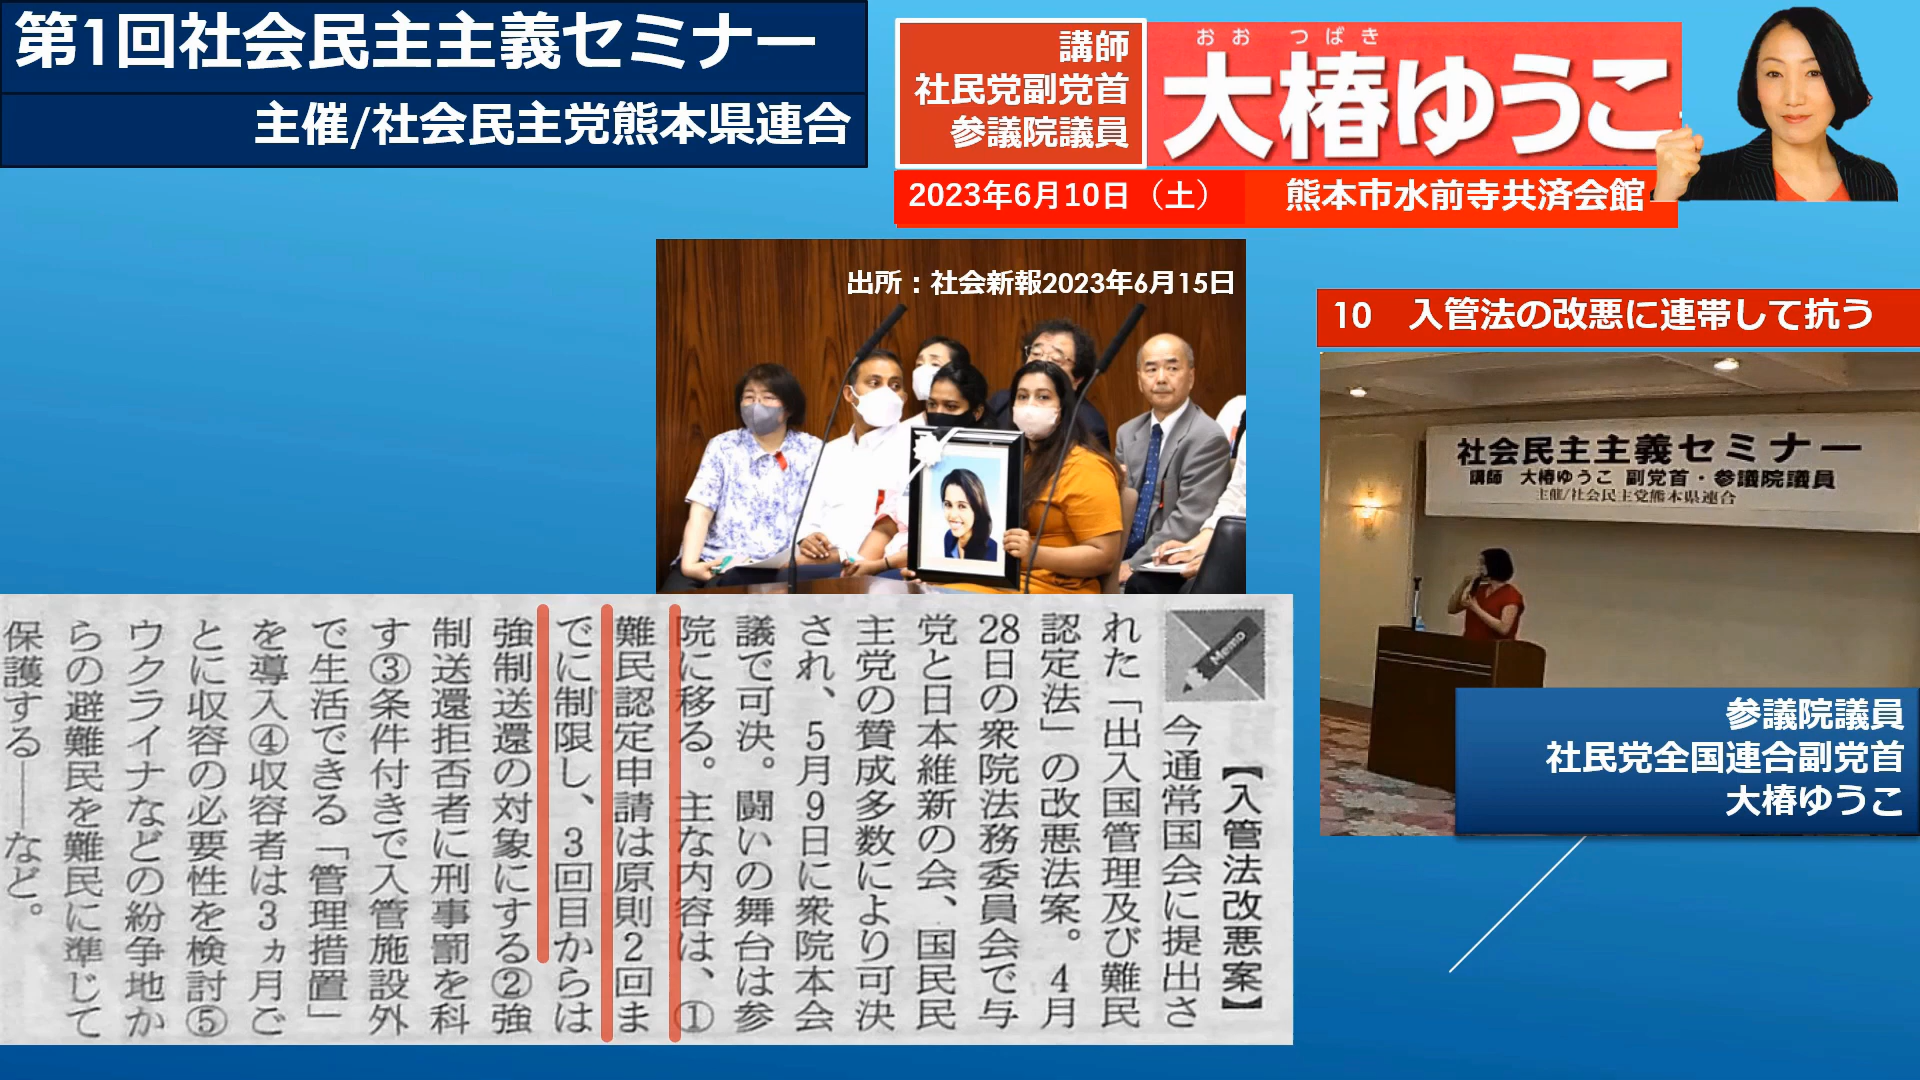 第1回社会民主主義セミナー
主催/社会民主党熊本県連合
講師
社民党副党首
参議院議員
おお つばき
大椿ゆうこ
2023年6月10日（土） 熊本市水前寺共済会館
出所：社会新報2023年6月15日
10 入管法の改悪に連帯して抗う
社会民主主義セミナー
講師 大椿ゆうこ 副党首・参議院議員
主催/社会民主党熊本県連合
参議院議員
社民党全国連合副党首
大椿ゆうこ
Memo
【入管法改悪案】
今通常国会に提出さ
れた「出入国管理及び難民
認定法」の改悪法案。4月
28日の衆院法務委員会で与
党と日本維新の会、国民民
主党の賛成多数により可決
され、5月9日に衆院本会
議で可決。闘いの舞台は参
院に移る。主な内容は、①
難民認定申請は原則2回ま
でに制限し、3回目からは
強制送還の対象にする②強
制送還拒否者に刑事罰を科
す③条件付きで入管施設外
で生活できる「管理措置」
を導入④収容者は3ヵ月ご
とに収容の必要性を検討⑤
ウクライナなどの紛争地か
らの避難民を難民に準じて
保護する――など。